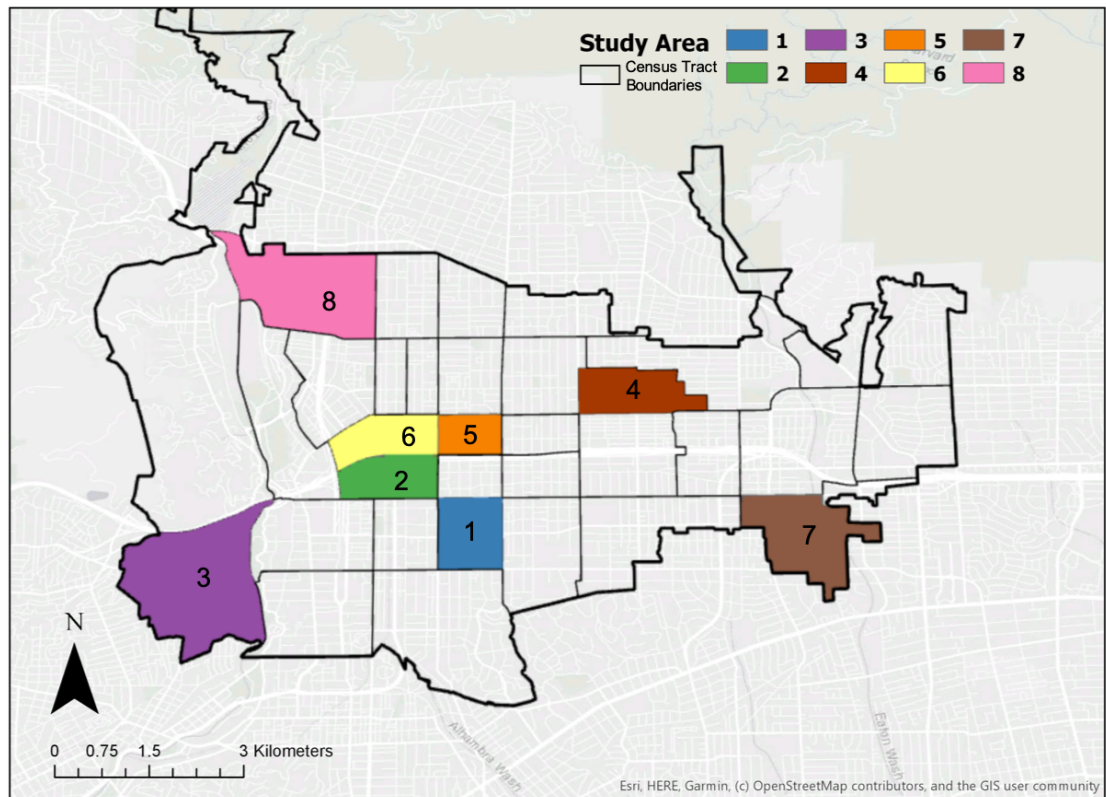 Study Area 1 3 5 7
Census Tract
Boundaries 2 4 6 8
8
4
6 5
2
1
7
3
N
0 0.75 1.5 3 Kilometers
Alhambra Wash
Eaton Wash
Esri, HERE, Garmin, (c) OpenStreetMap contributors, and the GIS user community